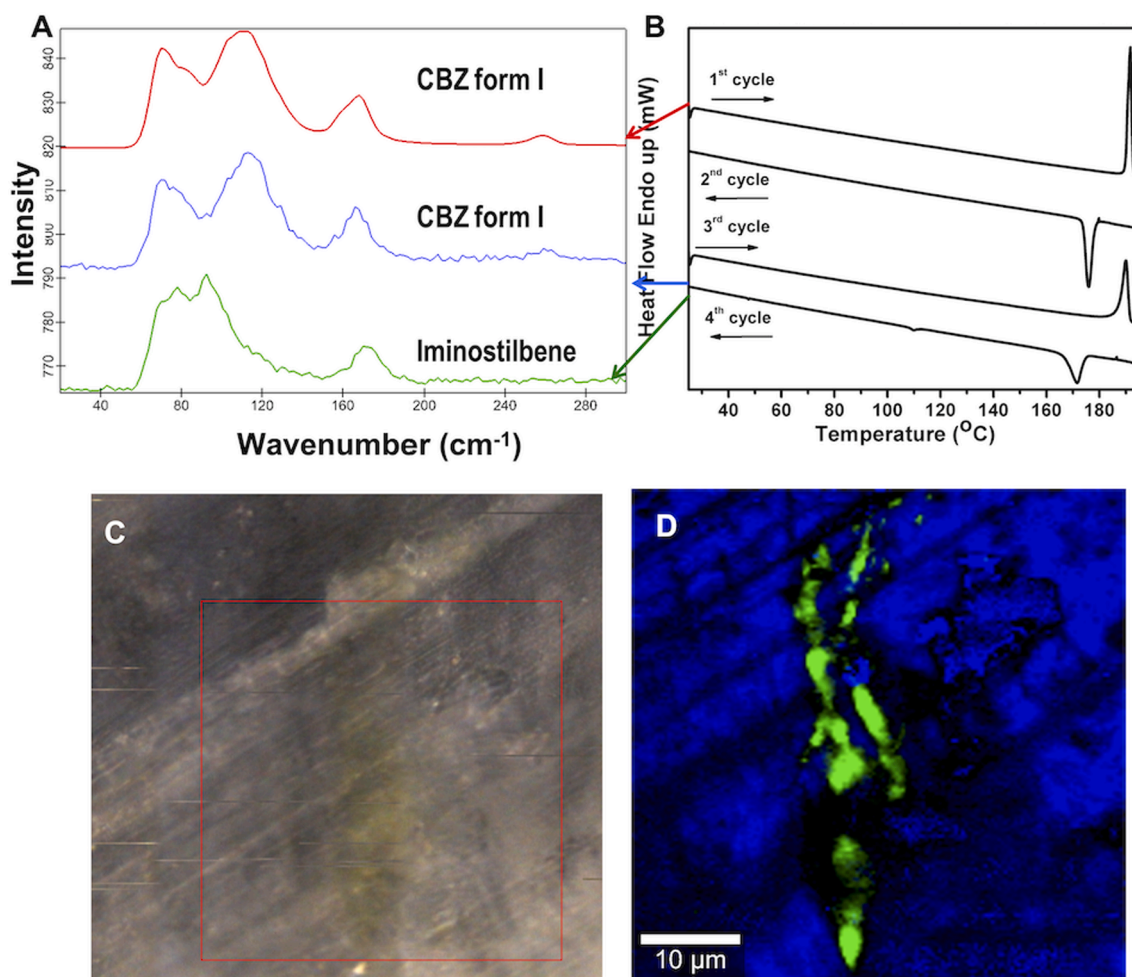 A
840
830
820
810
800
790
780
770
Intensity
CBZ form I
CBZ form I
Iminostilbene
40 80 120 160 200 240 280
Wavenumber (cm⁻¹)
B
Heat Flow Endo up (mW)
1st cycle
2nd cycle
3rd cycle
4th cycle
40 60 80 100 120 140 160 180
Temperature (OC)
C
D
10 µm